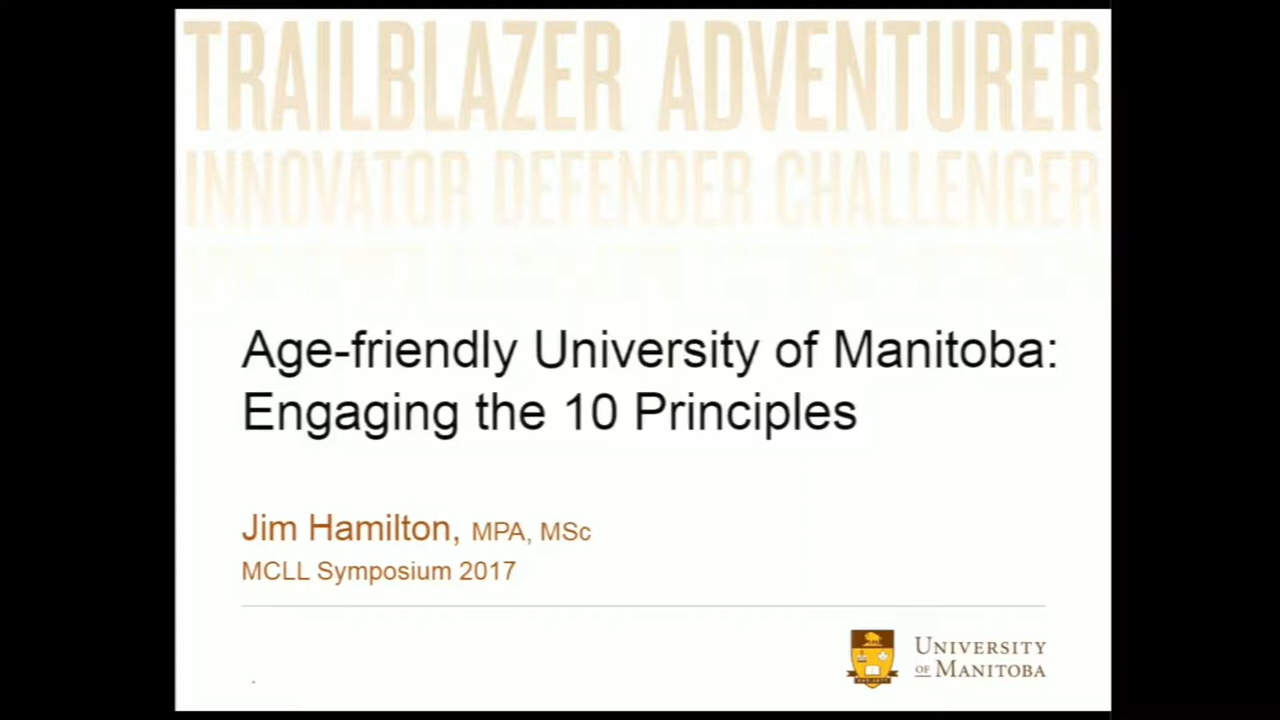 TRAILBLAZER ADVENTURER
INNOVATOR DEFENDER CHALLENGER
Age-friendly University of Manitoba:
Engaging the 10 Principles
Jim Hamilton, MPA, MSc
MCLL Symposium 2017
UNIVERSITY
OF MANITOBA